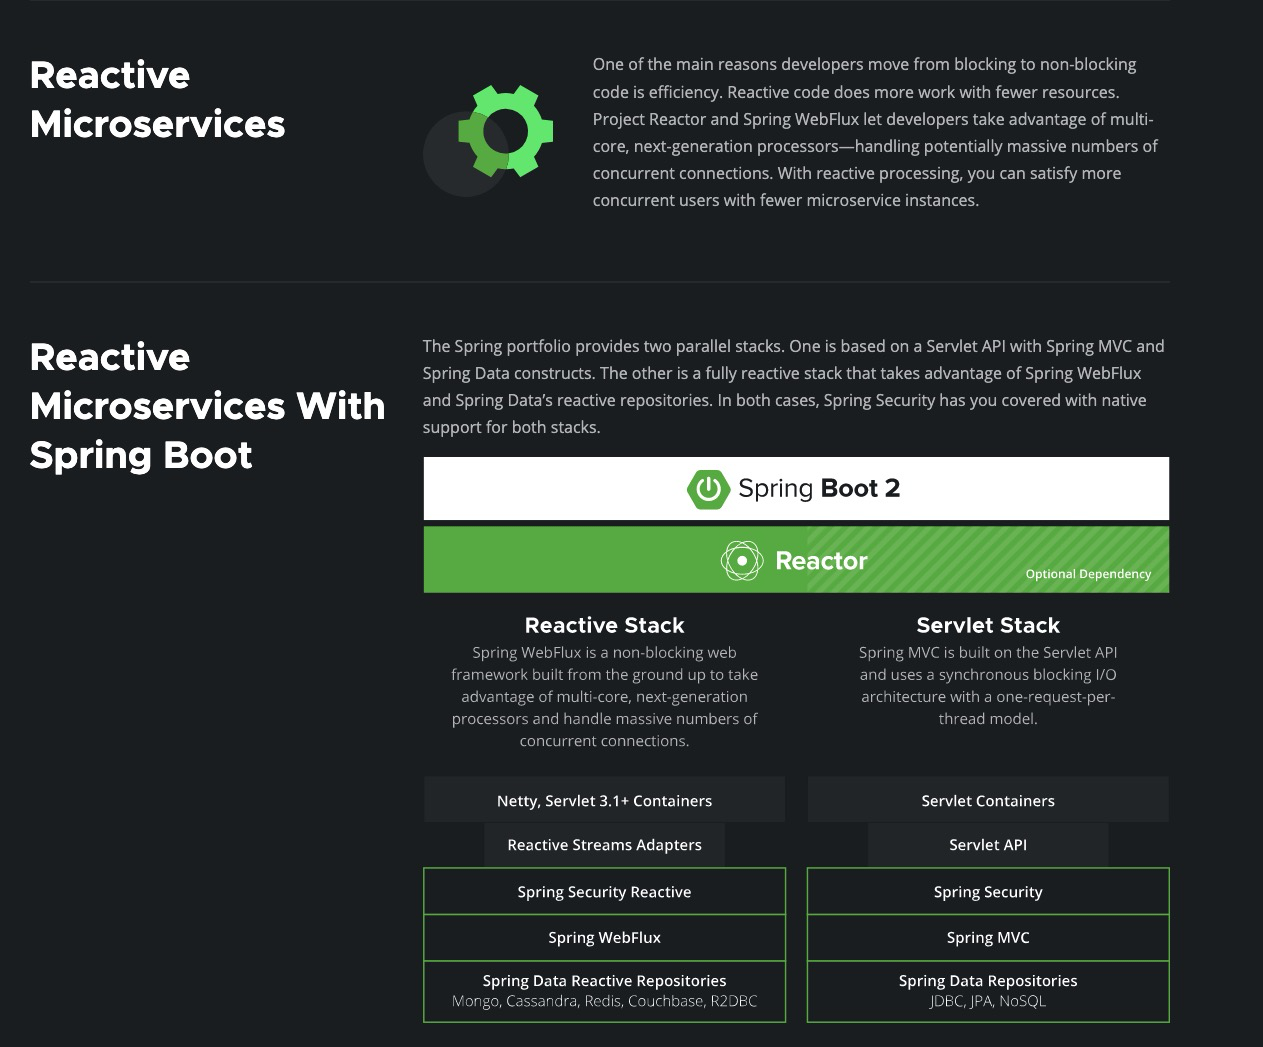 Reactive
Microservices
One of the main reasons developers move from blocking to non-blocking
code is efficiency. Reactive code does more work with fewer resources.
Project Reactor and Spring WebFlux let developers take advantage of multi-
core, next-generation processors—handling potentially massive numbers of
concurrent connections. With reactive processing, you can satisfy more
concurrent users with fewer microservice instances.
Reactive
Microservices With
Spring Boot
The Spring portfolio provides two parallel stacks. One is based on a Servlet API with Spring MVC and
Spring Data constructs. The other is a fully reactive stack that takes advantage of Spring WebFlux
and Spring Data’s reactive repositories. In both cases, Spring Security has you covered with native
support for both stacks.
Spring Boot 2
Reactor
Optional Dependency
Reactive Stack
Spring WebFlux is a non-blocking web
framework built from the ground up to take
advantage of multi-core, next-generation
processors and handle massive numbers of
concurrent connections.
Netty, Servlet 3.1+ Containers
Reactive Streams Adapters
Spring Security Reactive
Spring WebFlux
Spring Data Reactive Repositories
Mongo, Cassandra, Redis, Couchbase, R2DBC
Servlet Stack
Spring MVC is built on the Servlet API
and uses a synchronous blocking I/O
architecture with a one-request-per-
thread model.
Servlet Containers
Servlet API
Spring Security
Spring MVC
Spring Data Repositories
JDBC, JPA, NoSQL